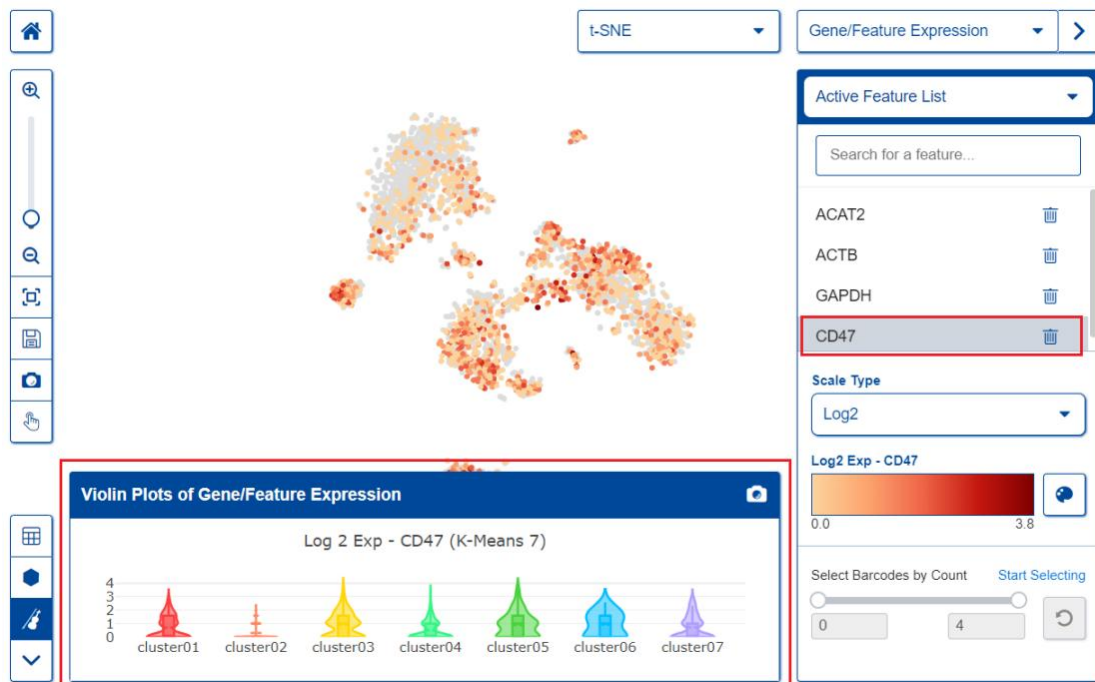 t-SNE
Gene/Feature Expression
Active Feature List
Search for a feature...
ACAT2
ACTB
GAPDH
CD47
Scale Type
Log2
Log2 Exp - CD47
0.0 3.8
Select Barcodes by Count Start Selecting
0 4
Violin Plots of Gene/Feature Expression
Log 2 Exp - CD47 (K-Means 7)
4
3
2
1
0
cluster01 cluster02 cluster03 cluster04 cluster05 cluster06 cluster07